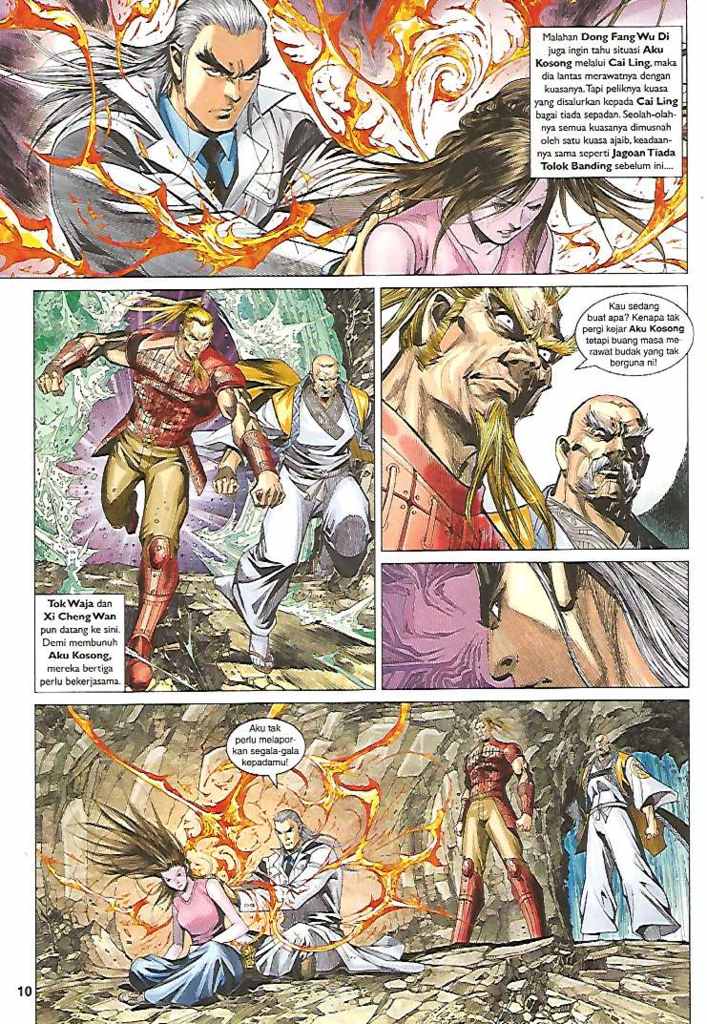 Malahan Dong Fang Wu Di
juga ingin tahu situasi Aku
Kosong melalui Cai Ling, maka
dia lantas merawatnya dengan
kuasanya. Tapi peliknya kuasa
yang disalurkan kepada Cai Ling
bagai tiada sepadan. Seolah-olah-
nya semua kuasanya dimusnah
oleh satu kuasa ajaib, keadaan-
nya sama seperti Jagoan Tiada
Tolok Banding sebelum ini....
Kau sedang
buat apa? Kenapa tak
pergi kejar Aku Kosong
tetapi buang masa me-
rawat budak yang tak
berguna ni!
Tok Waja dan
Xi Cheng Wan
pun datang ke sini.
Demi membunuh
Aku Kosong,
mereka bertiga
perlu bekerjasama.
Aku tak
perlu melapor-
kan segala-gala
kepadamu!
10